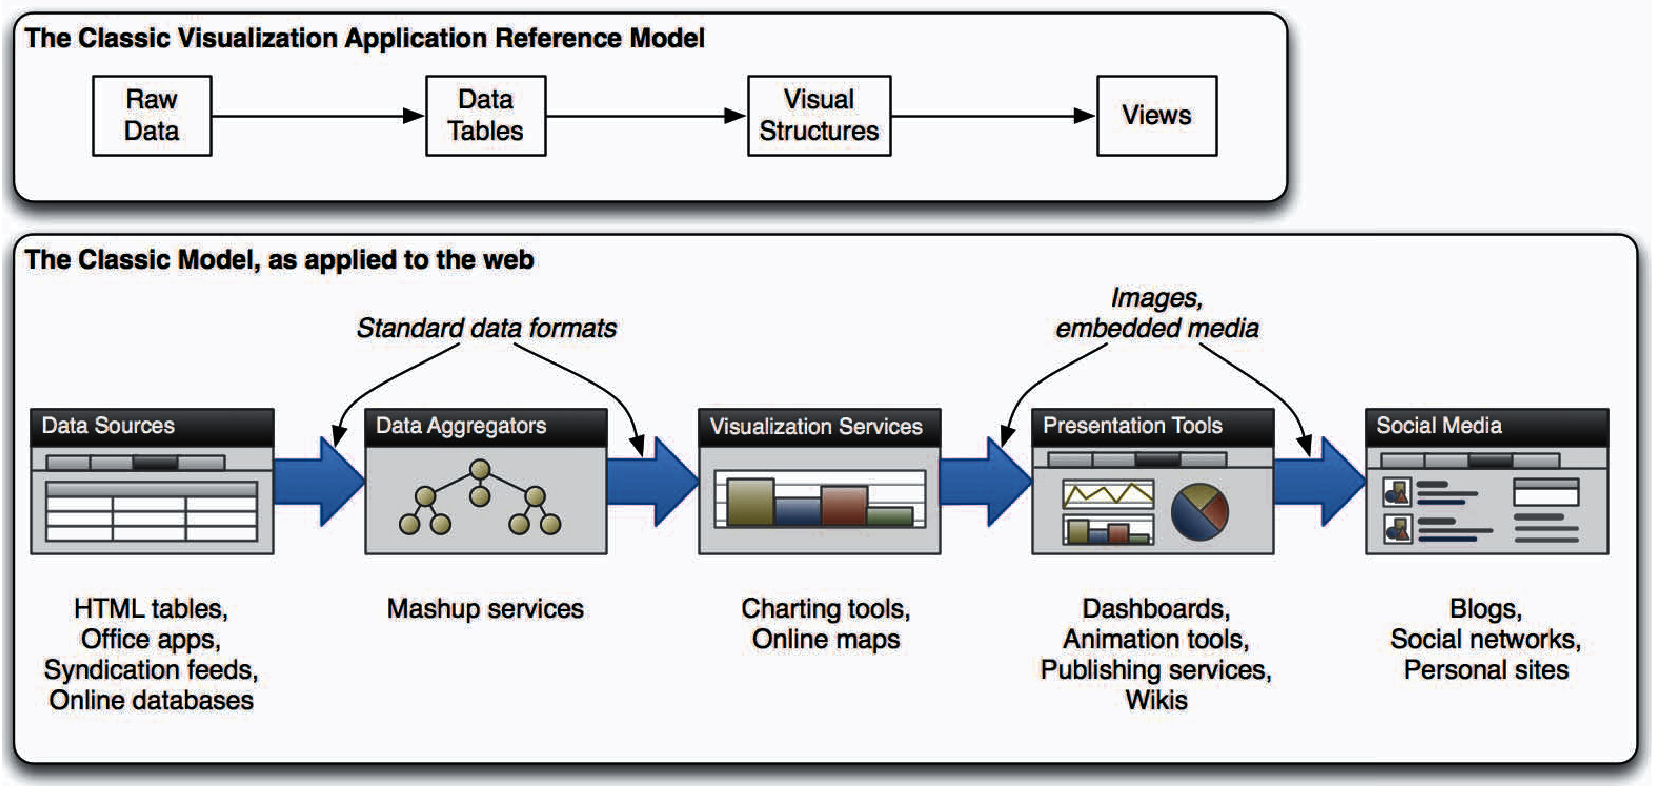 The Classic Visualization Application Reference Model
Raw
Data
Data
Tables
Visual
Structures
Views
The Classic Model, as applied to the web
Standard data formats
Images,
embedded media
Data Sources
Data Aggregators
Visualization Services
Presentation Tools
Social Media
HTML tables,
Office apps,
Syndication feeds,
Online databases
Mashup services
Charting tools,
Online maps
Dashboards,
Animation tools,
Publishing services,
Wikis
Blogs,
Social networks,
Personal sites